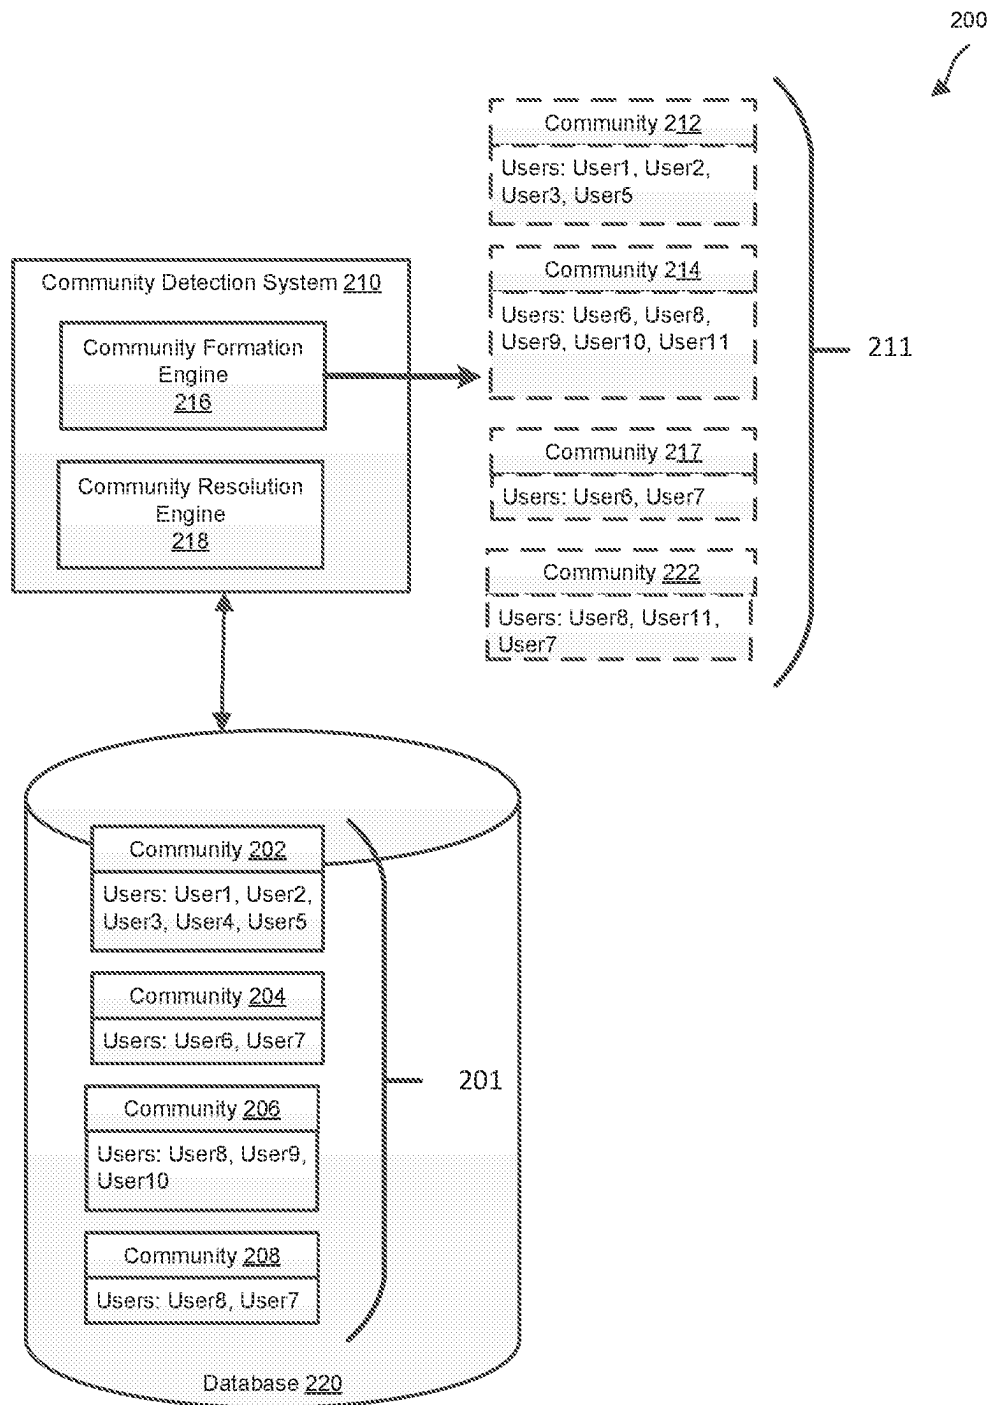 200
Community 212
Users: User1, User2,
User3, User5
Community 214
Users: User6, User8,
User9, User10, User11
Community 217
Users: User6, User7
Community 222
Users: User8, User11,
User7
211
Community Detection System 210
Community Formation
Engine
216
Community Resolution
Engine
218
Community 202
Users: User1, User2,
User3, User4, User5
Community 204
Users: User6, User7
Community 206
Users: User8, User9,
User10
Community 208
Users: User8, User7
201
Database 220